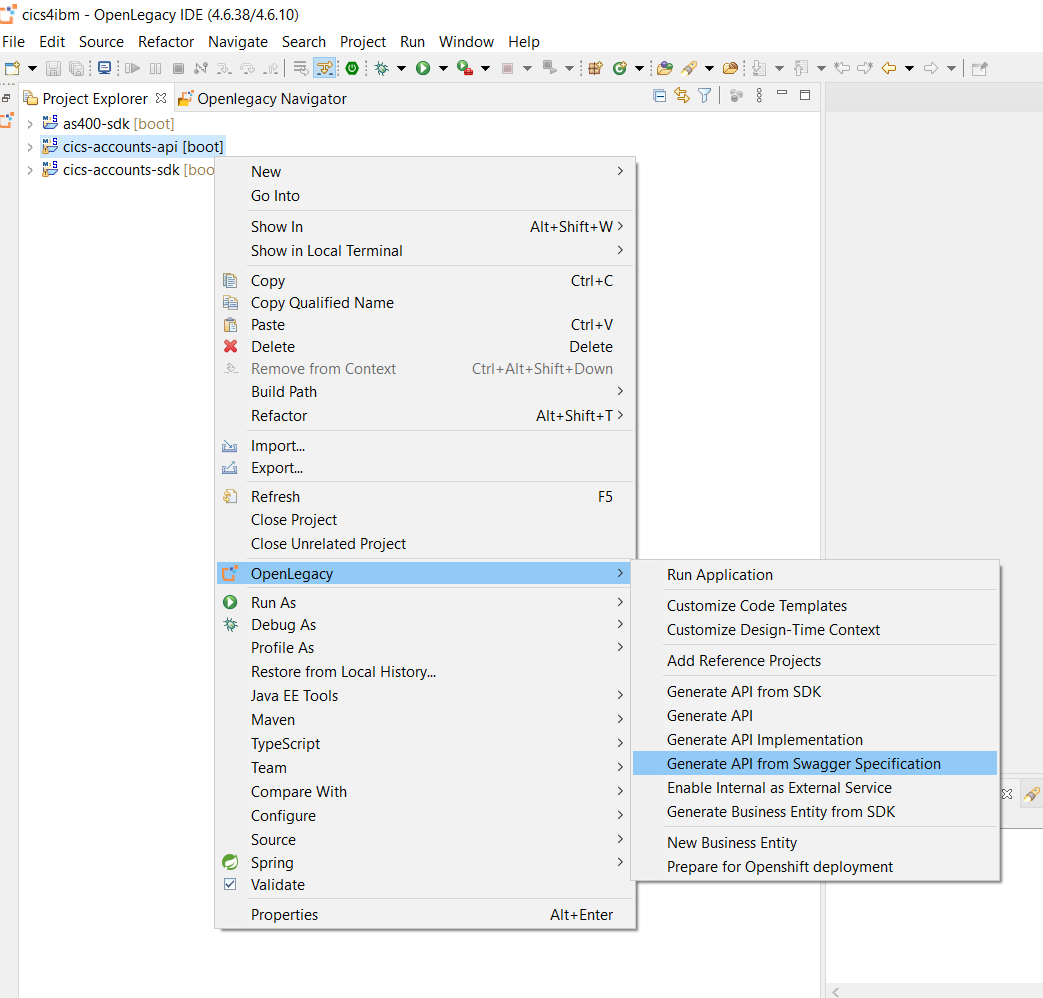 cics4ibm - OpenLegacy IDE (4.6.38/4.6.10)
File Edit Source Refactor Navigate Search Project Run Window Help
Project Explorer Openlegacy Navigator
as400-sdk [boot]
cics-accounts-api [boot]
cics-accounts-sdk [boo
New
Go Into
Show In Alt+Shift+W
Show in Local Terminal
Copy Ctrl+C
Copy Qualified Name
Paste Ctrl+V
Delete Delete
Remove from Context Ctrl+Alt+Shift+Down
Build Path
Refactor Alt+Shift+T
Import...
Export...
Refresh F5
Close Project
Close Unrelated Project
OpenLegacy
Run As
Debug As
Profile As
Restore from Local History...
Java EE Tools
Maven
TypeScript
Team
Compare With
Configure
Source
Spring
Validate
Properties Alt+Enter
Run Application
Customize Code Templates
Customize Design-Time Context
Add Reference Projects
Generate API from SDK
Generate API
Generate API Implementation
Generate API from Swagger Specification
Enable Internal as External Service
Generate Business Entity from SDK
New Business Entity
Prepare for Openshift deployment